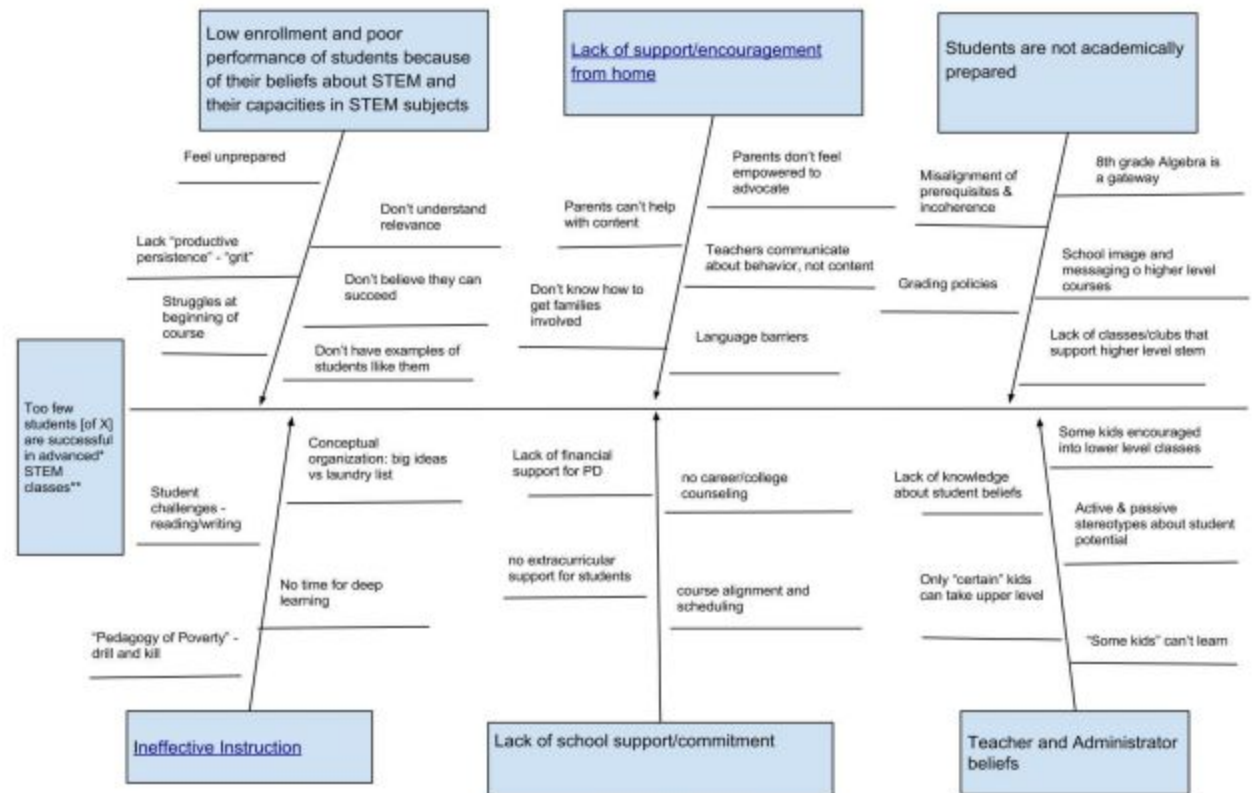 Low enrollment and poor
performance of students because
of their beliefs about STEM and
their capacities in STEM subjects
Lack of support/encouragement
from home
Students are not academically
prepared
Feel unprepared
Don't understand
relevance
Lack "productive
persistence" - "grit"
Don't believe they can
succeed
Struggles at
beginning of
course
Don't have examples of
students llike them
Parents don't feel
empowered to
advocate
Parents can't help
with content
Teachers communicate
about behavior, not content
Don't know how to
get families
involved
Language barriers
8th grade Algebra is
a gateway
Misalignment of
prerequisites &
incoherence
School image and
messaging o higher level
courses
Grading policies
Lack of classes/clubs that
support higher level stem
Too few
students [of X]
are successful
in advanced*
STEM
classes**
Conceptual
organization: big ideas
vs laundry list
Student
challenges -
reading/writing
No time for deep
learning
"Pedagogy of Poverty" -
drill and kill
Lack of financial
support for PD
no career/college
counseling
no extracurricular
support for students
course alignment and
scheduling
Some kids encouraged
into lower level classes
Lack of knowledge
about student beliefs
Active & passive
stereotypes about student
potential
Only "certain" kids
can take upper level
"Some kids" can't learn
Ineffective Instruction
Lack of school support/commitment
Teacher and Administrator
beliefs